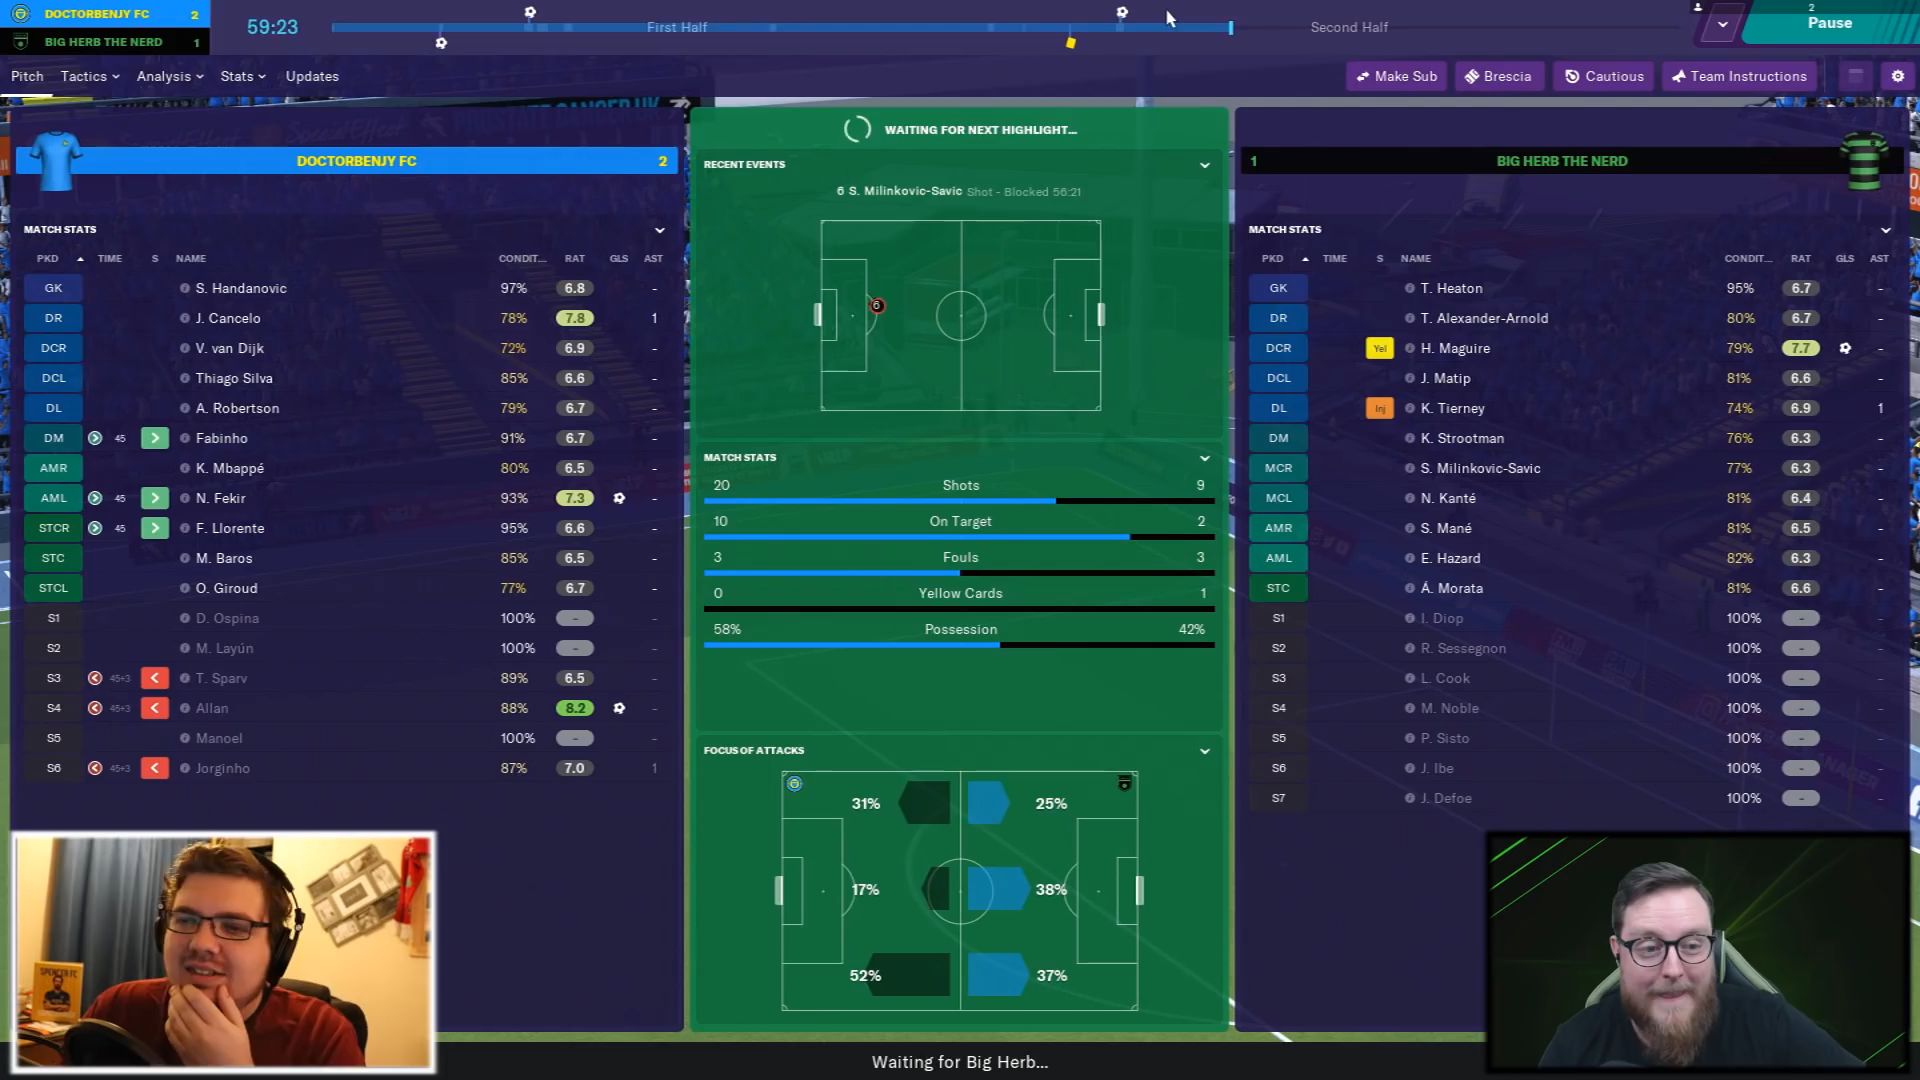 DOCTORBENJY FC 2
BIG HERB THE NERD 1
59:23
First Half
Second Half
2
Pause
Pitch Tactics Analysis Stats Updates
Make Sub Brescia Cautious Team Instructions
DOCTORBENJY FC 2
MATCH STATS
PKD TIME S NAME CONDIT... RAT GLS AST
GK S. Handanovic 97% 6.8 -
DR J. Cancelo 78% 7.8 1
DCR V. van Dijk 72% 6.9 -
DCL Thiago Silva 85% 6.6 -
DL A. Robertson 79% 6.7 -
DM 45 Fabinho 91% 6.7 -
AMR K. Mbappé 80% 6.5 -
AML 45 N. Fekir 93% 7.3 -
STCR 45 F. Llorente 95% 6.6 -
STC M. Baros 85% 6.5 -
STCL O. Giroud 77% 6.7 -
S1 D. Ospina 100% - -
S2 M. Layún 100% - -
S3 45+3 T. Sparv 89% 6.5 -
S4 45+3 Allan 88% 8.2 -
S5 Manoel 100% - -
S6 45+3 Jorginho 87% 7.0 1
WAITING FOR NEXT HIGHLIGHT...
RECENT EVENTS
6 S. Milinkovic-Savic Shot - Blocked 56:21
6
MATCH STATS
20 Shots 9
10 On Target 2
3 Fouls 3
0 Yellow Cards 1
58% Possession 42%
FOCUS OF ATTACKS
31% 25%
17% 38%
52% 37%
1 BIG HERB THE NERD
MATCH STATS
PKD TIME S NAME CONDIT... RAT GLS AST
GK T. Heaton 95% 6.7 -
DR T. Alexander-Arnold 80% 6.7 -
DCR Yel H. Maguire 79% 7.7 -
DCL J. Matip 81% 6.6 -
DL Inj K. Tierney 74% 6.9 1
DM K. Strootman 76% 6.3 -
MCR S. Milinkovic-Savic 77% 6.3 -
MCL N. Kanté 81% 6.4 -
AMR S. Mané 81% 6.5 -
AML E. Hazard 82% 6.3 -
STC Á. Morata 81% 6.6 -
S1 I. Diop 100% - -
S2 R. Sessegnon 100% - -
S3 L. Cook 100% - -
S4 M. Noble 100% - -
S5 P. Sisto 100% - -
S6 J. Ibe 100% - -
S7 J. Defoe 100% - -
SPENCER FC
Waiting for Big Herb...